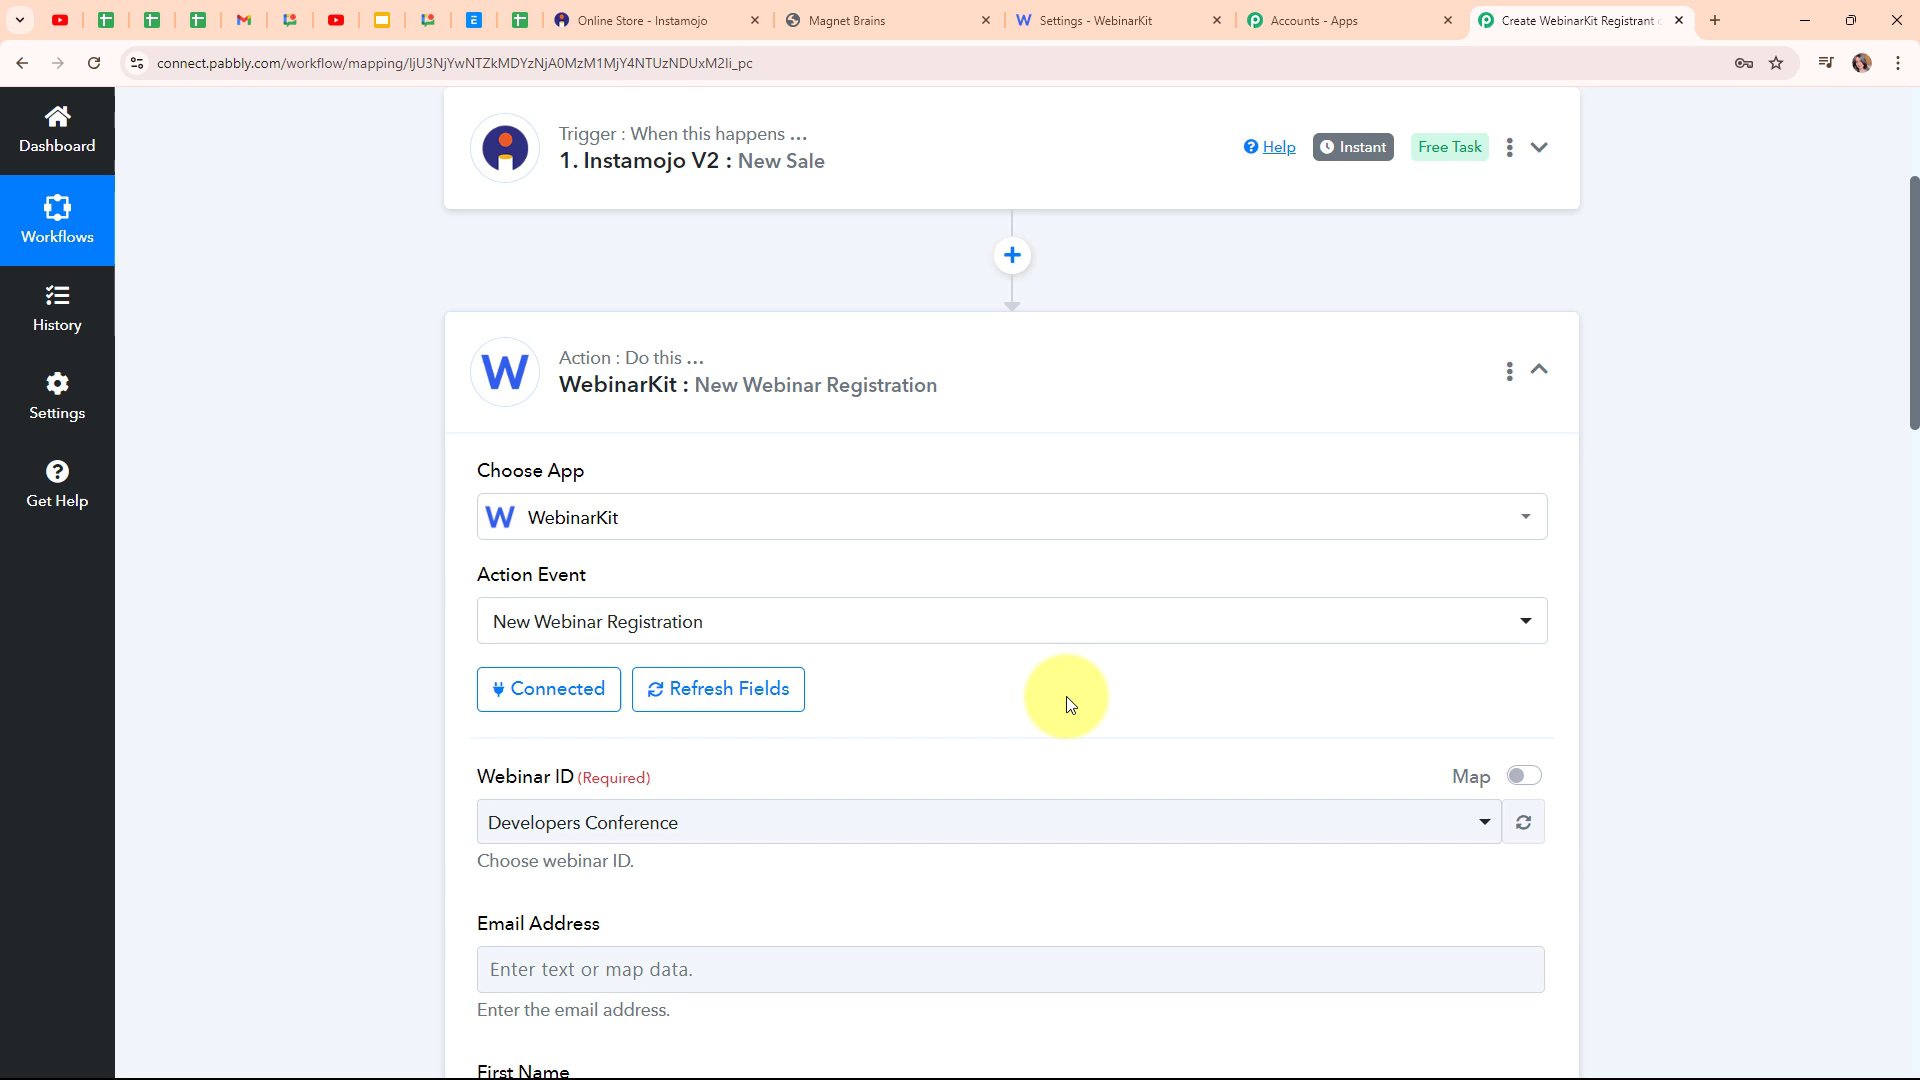 Online Store - Instamojo
Magnet Brains
Settings - WebinarKit
Accounts - Apps
Create WebinarKit Registrant
connect.pabbly.com/workflow/mapping/IjU3NjYwNTZkMDYzNjA0MzM1MjY4NTUzNDUxM2Ii_pc
Dashboard
Workflows
History
Settings
Get Help
Trigger : When this happens ...
1. Instamojo V2 : New Sale
Help
Instant
Free Task
Action : Do this ...
W
WebinarKit : New Webinar Registration
Choose App
W WebinarKit
Action Event
New Webinar Registration
Connected
Refresh Fields
Webinar ID (Required)
Map
Developers Conference
Choose webinar ID.
Email Address
Enter text or map data.
Enter the email address.
First Name